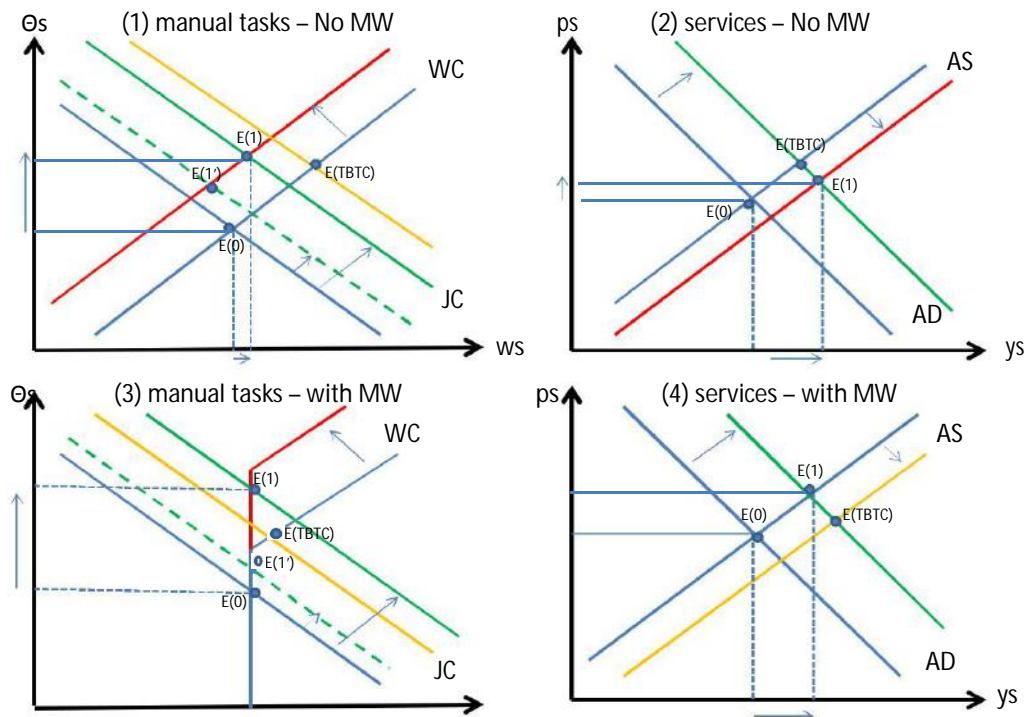 Θs
(1) manual tasks – No MW
WC
E(1)
E(1')
E(TBTC)
E(0)
JC
ws
ps
(2) services – No MW
AS
E(TBTC)
E(1)
E(0)
AD
ys
Θs
(3) manual tasks – with MW
WC
E(1)
E(TBTC)
E(1')
E(0)
JC
ps
(4) services – with MW
AS
E(1)
E(0)
E(TBTC)
AD
ys